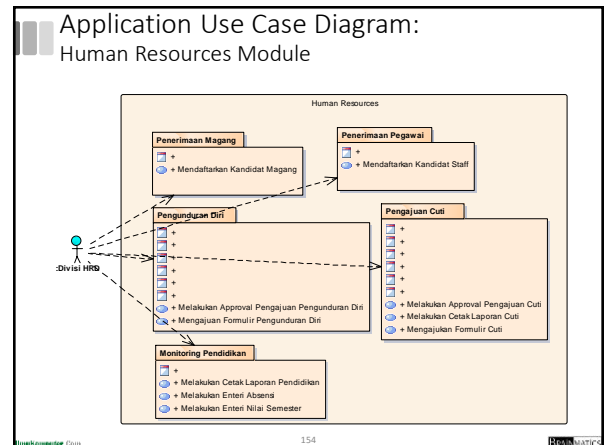 Application Use Case Diagram:
Human Resources Module
Human Resources
Penerimaan Magang
+
+ Mendaftarkan Kandidat Magang
Penerimaan Pegawai
+
+ Mendaftarkan Kandidat Staff
Pengunduran Diri
+
+
+
+
+
+
+ Melakukan Approval Pengajuan Pengunduran Diri
+ Mengajuan Formulir Pengunduran Diri
Pengajuan Cuti
+
+
+
+
+
+
+ Melakukan Approval Pengajuan Cuti
+ Melakukan Cetak Laporan Cuti
+ Mengajukan Formulir Cuti
:Divisi HRD
Monitoring Pendidikan
+
+ Melakukan Cetak Laporan Pendidikan
+ Melakukan Enteri Absensi
+ Melakukan Enteri Nilai Semester
154
BRAINMATICS